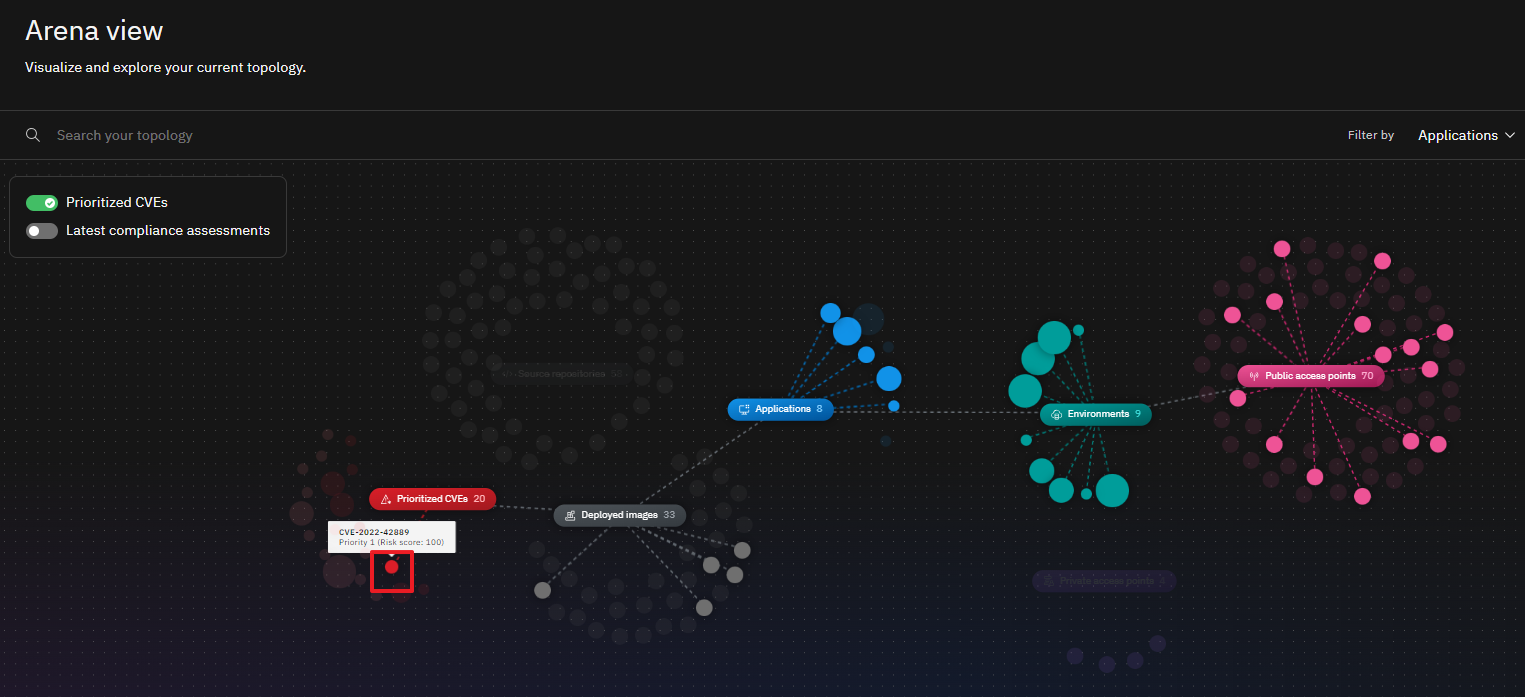 Arena view
Visualize and explore your current topology.
Search your topology
Filter by Applications
Prioritized CVEs
Latest compliance assessments
Source repositories
Applications 8
Public access points 70
Environments 9
Prioritized CVEs 20
Deployed images 33
CVE-2022-42889
Priority 1 (Risk score: 100)
Private access points 4